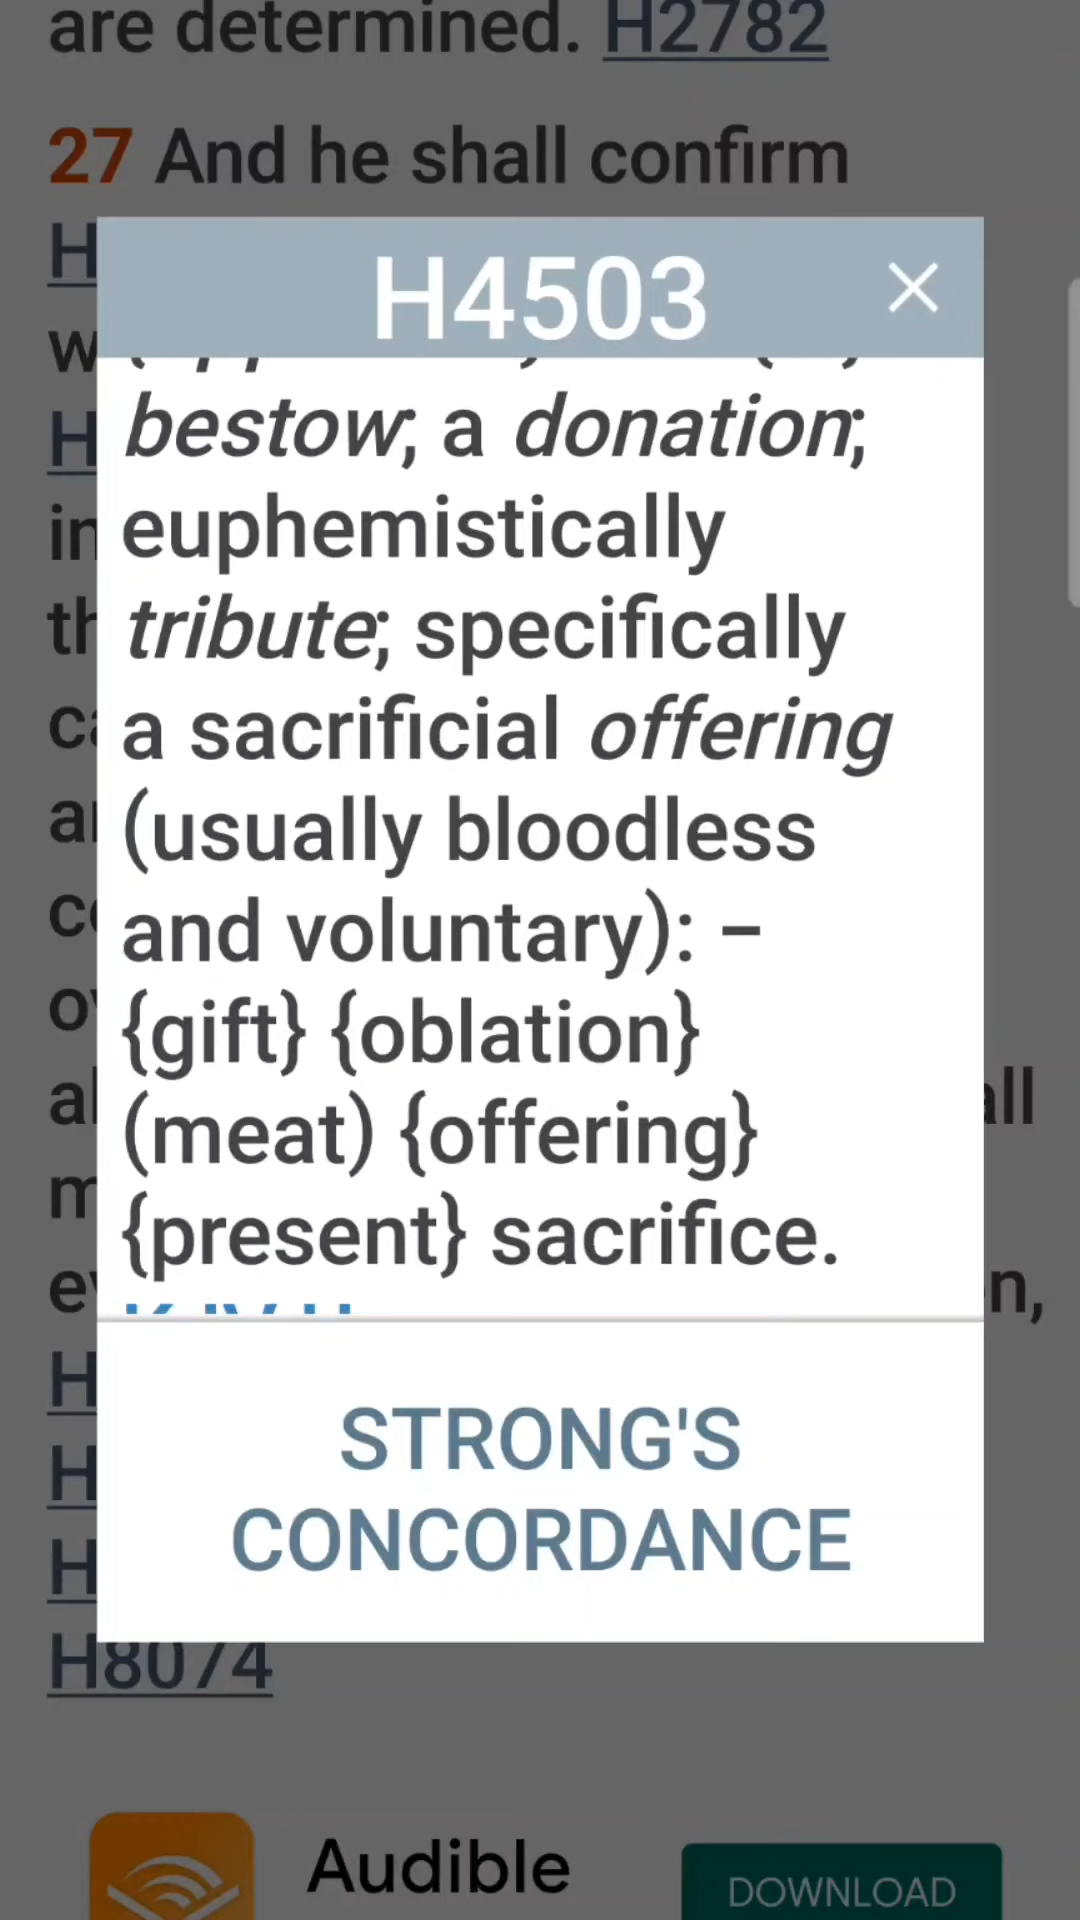 are determined. H2782
27 And he shall confirm
H4503
bestow; a donation;
euphemistically
tribute; specifically
a sacrificial offering
(usually bloodless
and voluntary): –
{gift} {oblation}
(meat) {offering}
{present} sacrifice.
STRONG'S
CONCORDANCE
H8074
Audible
DOWNLOAD